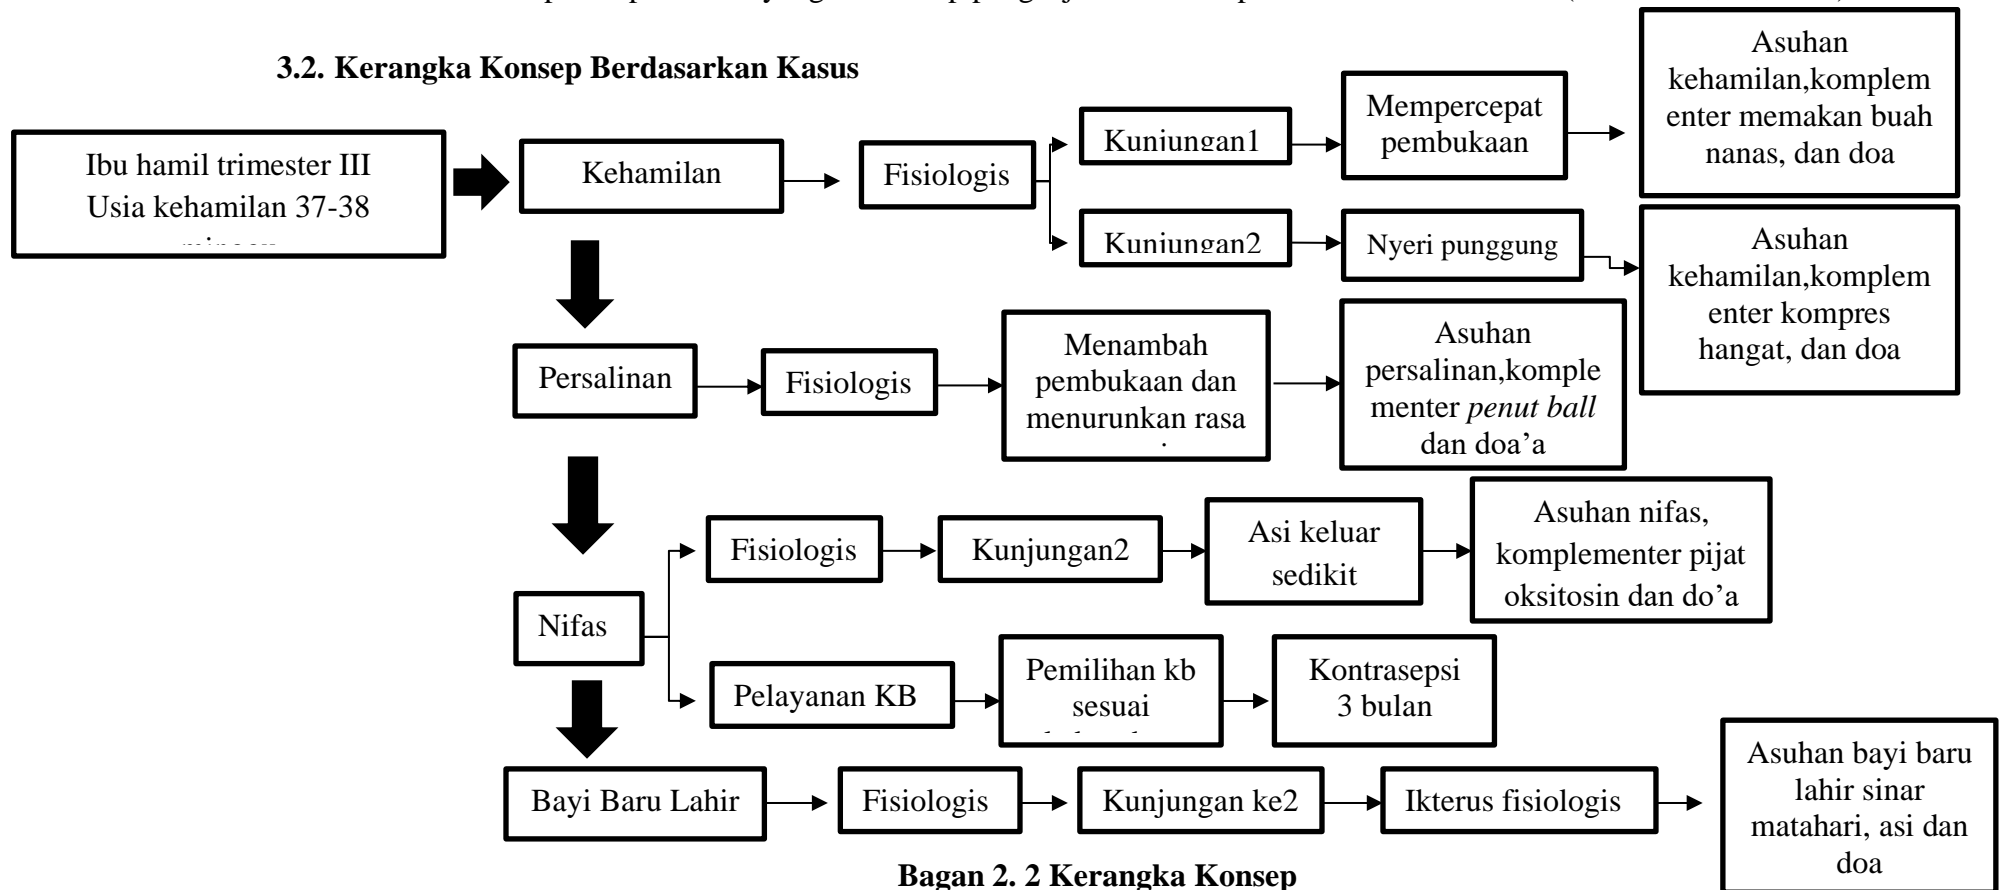 3.2. Kerangka Konsep Berdasarkan Kasus
Ibu hamil trimester III
Usia kehamilan 37-38
Kehamilan
Fisiologis
Kunjungan1
Mempercepat
pembukaan
Asuhan
kehamilan,komplem
enter memakan buah
nanas, dan doa
Kunjungan2
Nyeri punggung
Asuhan
kehamilan,komplem
enter kompres
hangat, dan doa
Persalinan
Fisiologis
Menambah
pembukaan dan
menurunkan rasa
Asuhan
persalinan,komple
menter penut ball
dan doa’a
Nifas
Fisiologis
Kunjungan2
Asi keluar
sedikit
Asuhan nifas,
komplementer pijat
oksitosin dan do’a
Pelayanan KB
Pemilihan kb
sesuai
Kontrasepsi
3 bulan
Bayi Baru Lahir
Fisiologis
Kunjungan ke2
Ikterus fisiologis
Asuhan bayi baru
lahir sinar
matahari, asi dan
doa
Bagan 2. 2 Kerangka Konsep